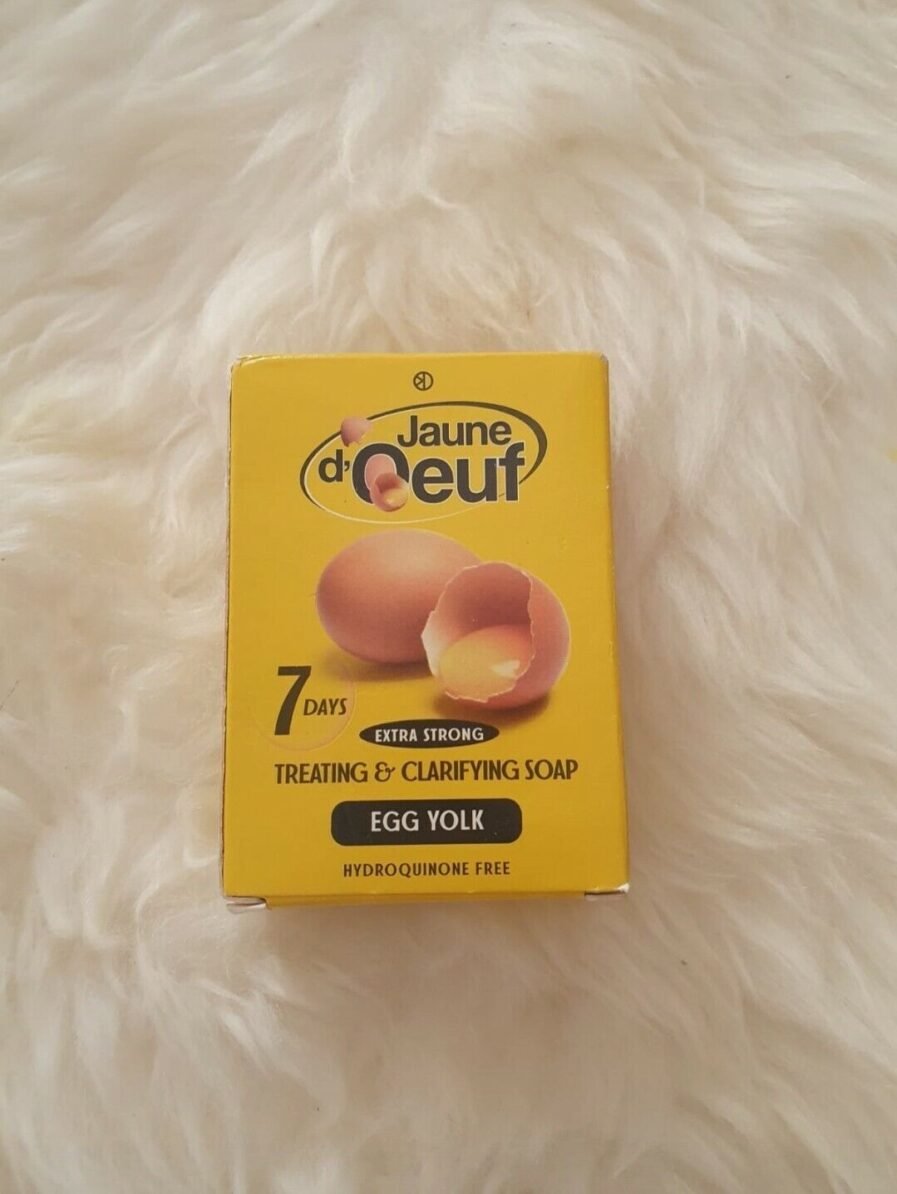 Jaune
d'Oeuf
7 DAYS
EXTRA STRONG
TREATING & CLARIFYING SOAP
EGG YOLK
HYDROQUINONE FREE